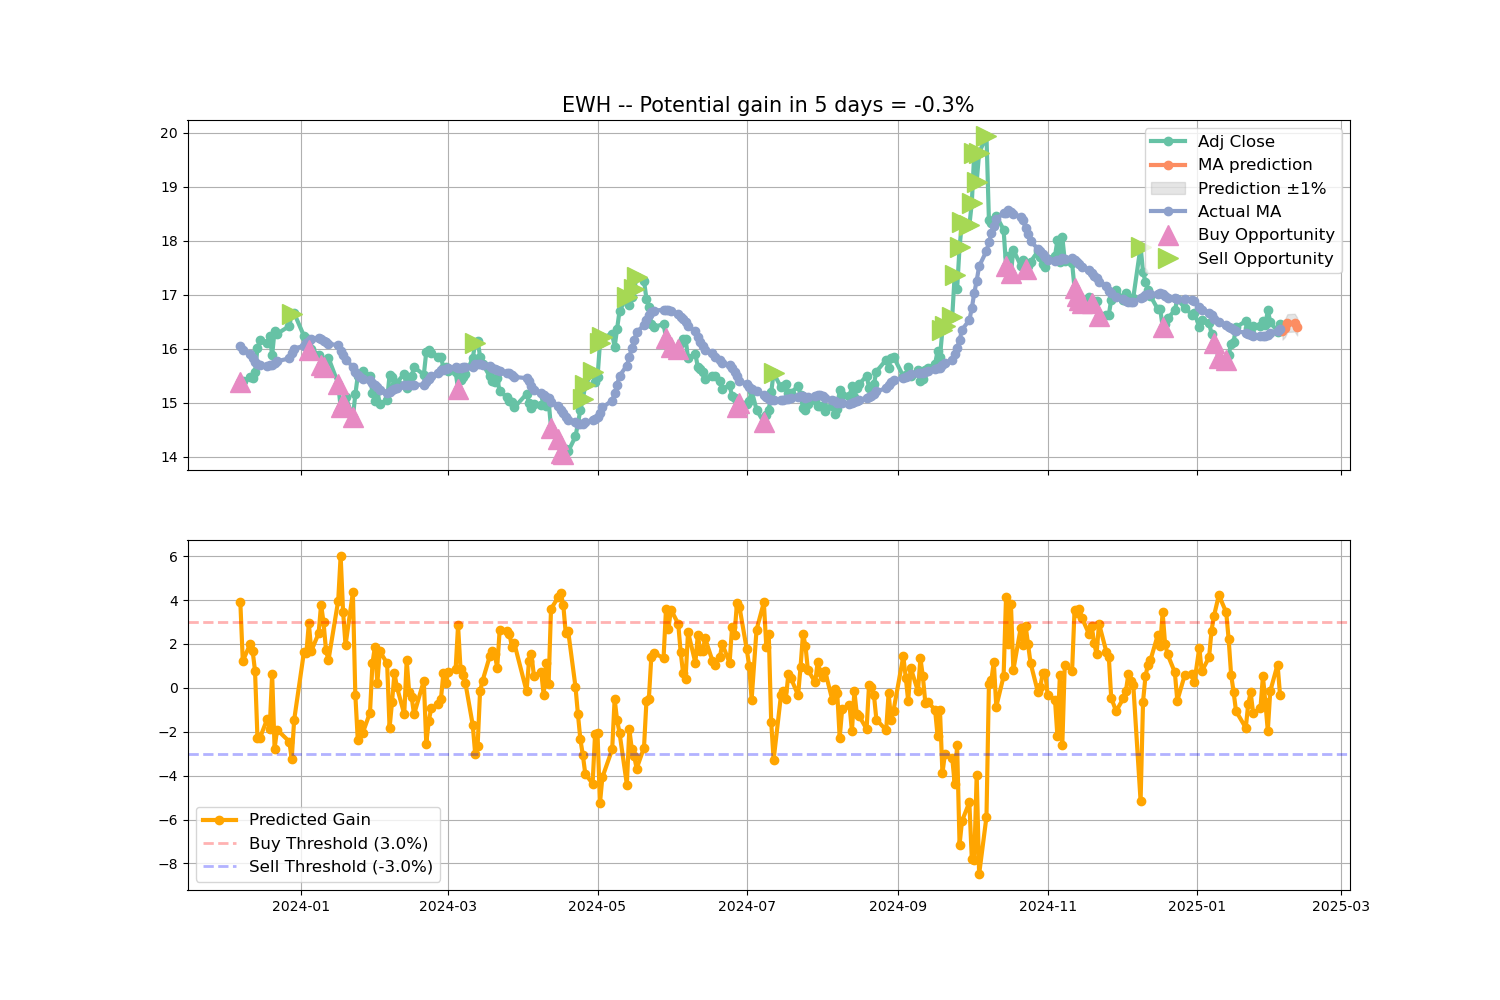 EWH -- Potential gain in 5 days = -0.3%
20
19
18
17
16
15
14
Adj Close
MA prediction
Prediction ±1%
Actual MA
Buy Opportunity
Sell Opportunity
6
4
2
0
−2
−4
−6
−8
Predicted Gain
Buy Threshold (3.0%)
Sell Threshold (-3.0%)
2024-01
2024-03
2024-05
2024-07
2024-09
2024-11
2025-01
2025-03